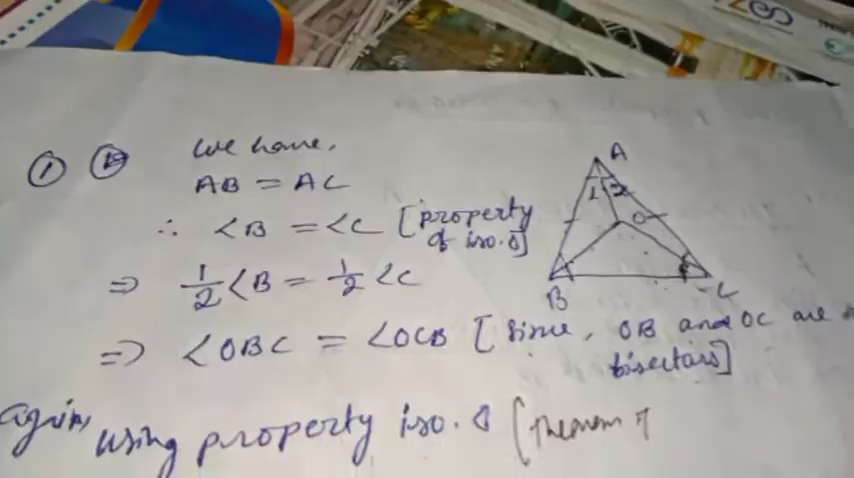 ① ⑮ We have,
AB = AC
∴ ∠B = ∠C [property of iso. Δ]
⇒ 1/2 ∠B = 1/2 ∠C
⇒ ∠OBC = ∠OCB [since, OB and OC are
bisectors]
Again, using property iso. Δ [Theorem
A
1 2
O
B
C